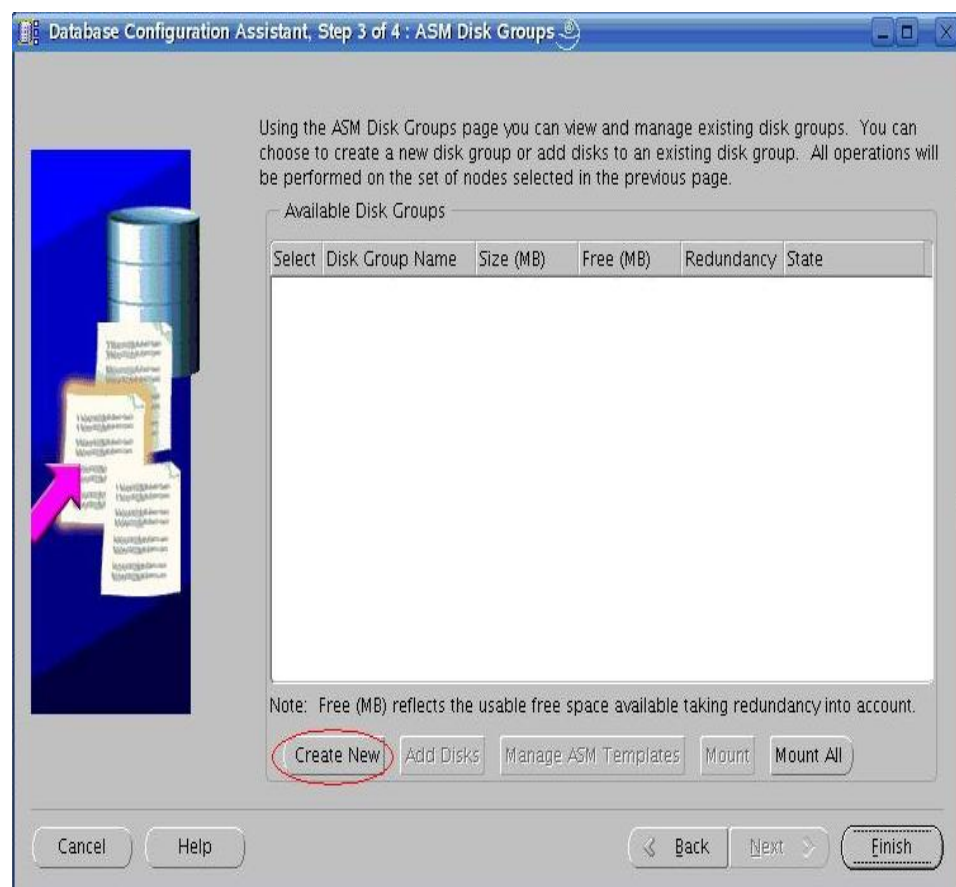 Database Configuration Assistant, Step 3 of 4 : ASM Disk Groups
Using the ASM Disk Groups page you can view and manage existing disk groups. You can
choose to create a new disk group or add disks to an existing disk group. All operations will
be performed on the set of nodes selected in the previous page.
Available Disk Groups
Select Disk Group Name Size (MB) Free (MB) Redundancy State
Note: Free (MB) reflects the usable free space available taking redundancy into account.
Create New Add Disks Manage ASM Templates Mount Mount All
Cancel Help Back Next Finish